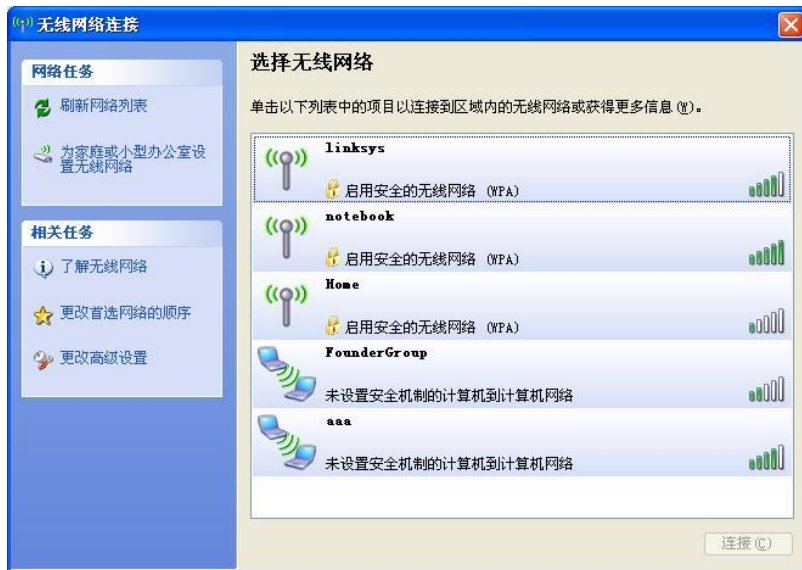 无线网络连接
网络任务
刷新网络列表
为家庭或小型办公室设
置无线网络
相关任务
了解无线网络
更改首选网络的顺序
更改高级设置
选择无线网络
单击以下列表中的项目以连接到区域内的无线网络或获得更多信息(W)。
linksys
启用安全的无线网络 (WPA)
notebook
启用安全的无线网络 (WPA)
Home
启用安全的无线网络 (WPA)
FounderGroup
未设置安全机制的计算机到计算机网络
aaa
未设置安全机制的计算机到计算机网络
连接(C)